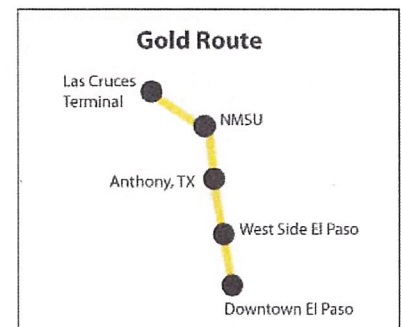 Gold Route
Las Cruces
Terminal
NMSU
Anthony, TX
West Side El Paso
Downtown El Paso